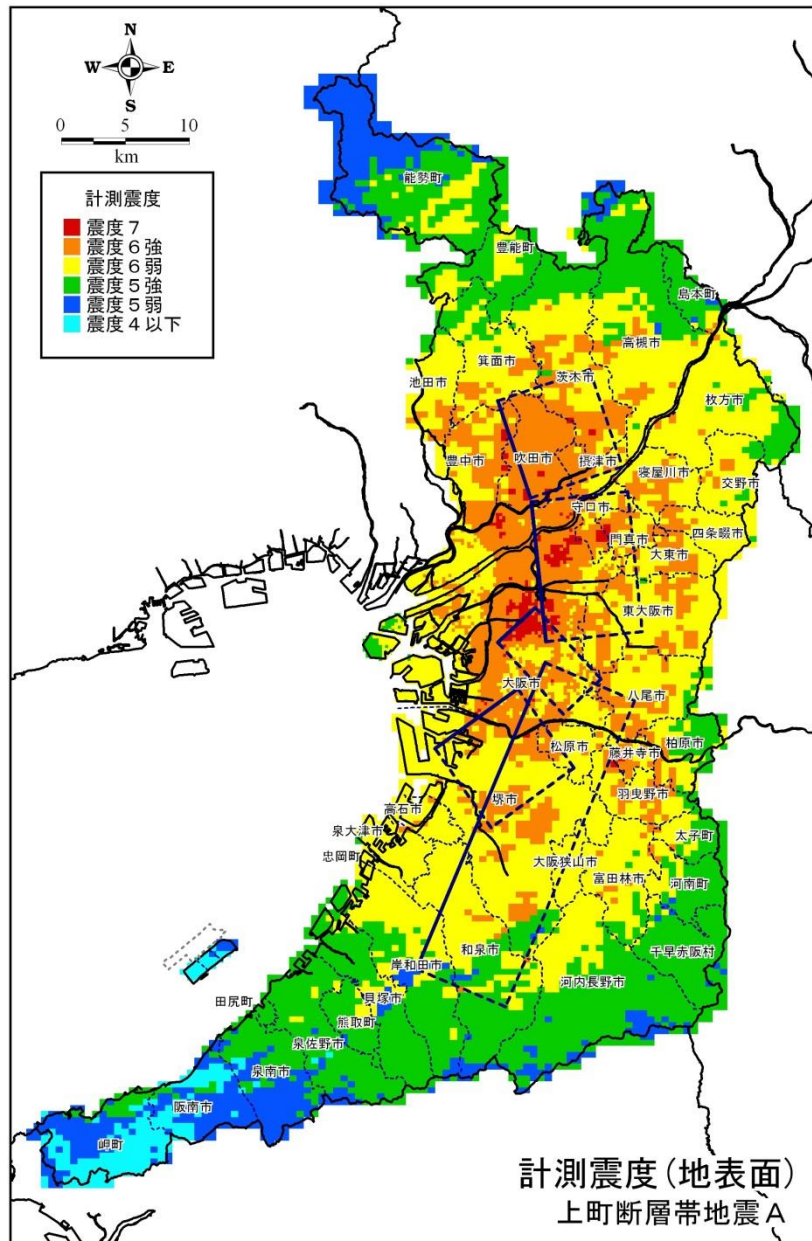 N
W E
S
0 5 10
km
計測震度
震度7
震度6強
震度6弱
震度5強
震度5弱
震度4以下
能勢町
豊能町
島本町
高槻市
箕面市
茨木市
池田市
枚方市
豊中市
吹田市
摂津市
寝屋川市
交野市
守口市
門真市
四条畷市
大東市
東大阪市
大阪市
八尾市
松原市
柏原市
藤井寺市
羽曳野市
堺市
高石市
泉大津市
忠岡町
太子町
大阪狭山市
富田林市
河南町
和泉市
千早赤阪村
岸和田市
河内長野市
貝塚市
田尻町
熊取町
泉佐野市
泉南市
阪南市
岬町
計測震度(地表面)
上町断層帯地震A